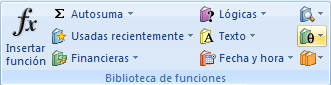 fx Σ Autosuma Lógicas
Insertar función
Usadas recientemente A Texto θ
Financieras Fecha y hora
Biblioteca de funciones